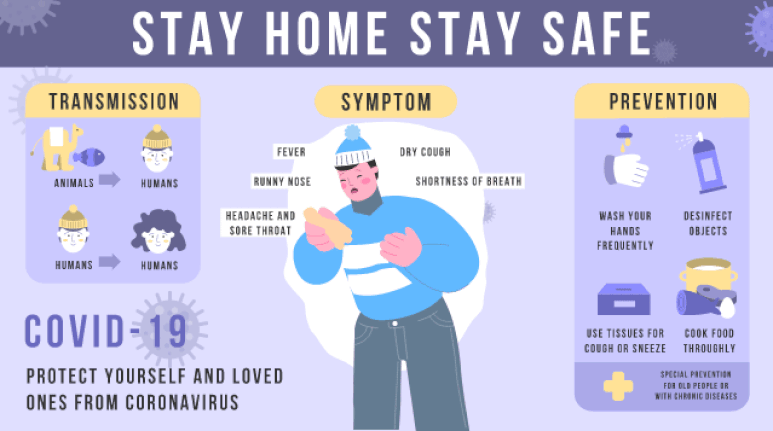 STAY HOME STAY SAFE
TRANSMISSION
ANIMALS
HUMANS
HUMANS
HUMANS
COVID-19
PROTECT YOURSELF AND LOVED
ONES FROM CORONAVIRUS
SYMPTOM
FEVER
DRY COUGH
RUNNY NOSE
SHORTNESS OF BREATH
HEADACHE AND
SORE THROAT
PREVENTION
WASH YOUR
HANDS
FREQUENTLY
DESINFECT
OBJECTS
USE TISSUES FOR
COUGH OR SNEEZE
COOK FOOD
THROUGHLY
SPECIAL PREVENTION
FOR OLD PEOPLE OR
WITH CHRONIC DISEASES